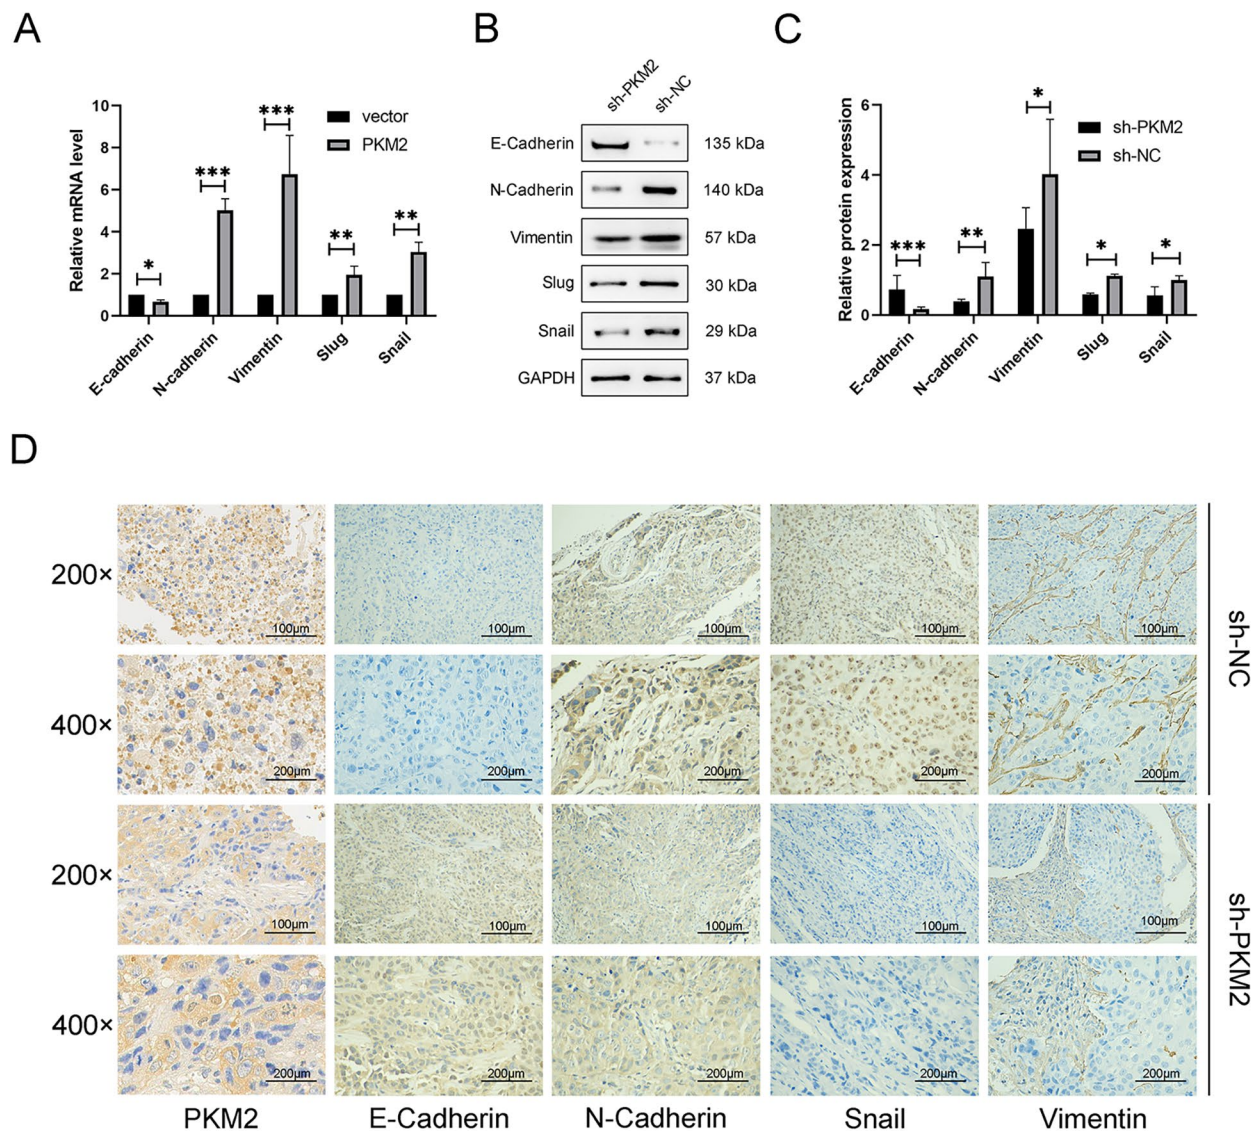 A
B
C
10
8
6
4
2
0
Relative mRNA level
vector
PKM2
*
***
***
**
**
E-cadherin
N-cadherin
Vimentin
Slug
Snail
sh-PKM2
sh-NC
E-Cadherin 135 kDa
N-Cadherin 140 kDa
Vimentin 57 kDa
Slug 30 kDa
Snail 29 kDa
GAPDH 37 kDa
6
4
2
0
Relative protein expression
sh-PKM2
sh-NC
***
**
*
*
*
E-cadherin
N-cadherin
Vimentin
Slug
Snail
D
200×
100μm
100μm
100μm
100μm
100μm
400×
200μm
200μm
200μm
200μm
200μm
sh-NC
200×
100μm
100μm
100μm
100μm
100μm
400×
200μm
200μm
200μm
200μm
200μm
sh-PKM2
PKM2
E-Cadherin
N-Cadherin
Snail
Vimentin